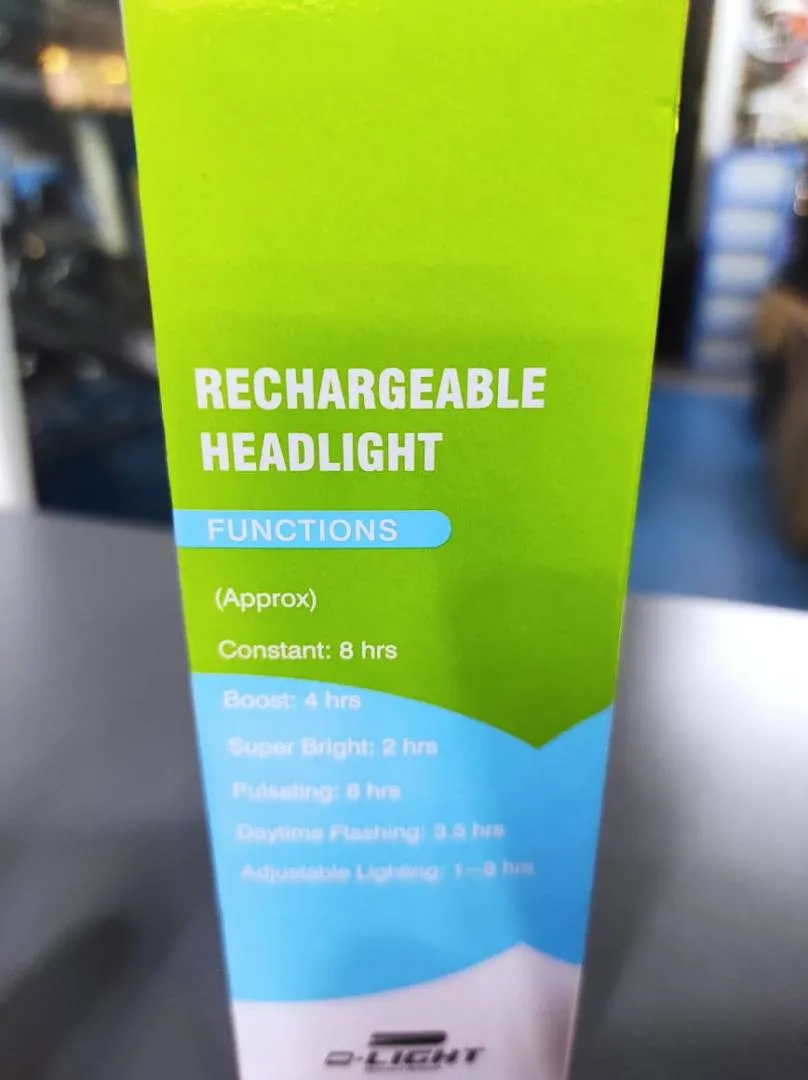 RECHARGEABLE
HEADLIGHT
FUNCTIONS
(Approx)
Constant: 8 hrs
Boost: 4 hrs
Super Bright: 2 hrs
Pulsating: 8 hrs
Daytime Flashing: 3.5 hrs
Adjustable Lighting: 1–8 hrs
D-LIGHT